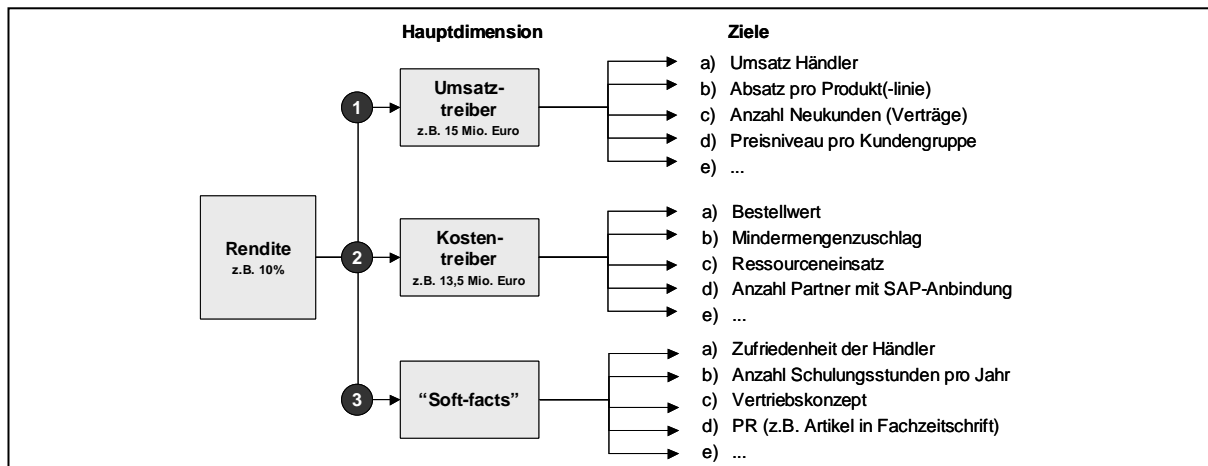 Hauptdimension
Ziele
1
Umsatz-
treiber
z.B. 15 Mio. Euro
a) Umsatz Händler
b) Absatz pro Produkt(-linie)
c) Anzahl Neukunden (Verträge)
d) Preisniveau pro Kundengruppe
e) ...
Rendite
z.B. 10%
2
Kosten-
treiber
z.B. 13,5 Mio. Euro
a) Bestellwert
b) Mindermengenzuschlag
c) Ressourceneinsatz
d) Anzahl Partner mit SAP-Anbindung
e) ...
3
“Soft-facts”
a) Zufriedenheit der Händler
b) Anzahl Schulungsstunden pro Jahr
c) Vertriebskonzept
d) PR (z.B. Artikel in Fachzeitschrift)
e) ...